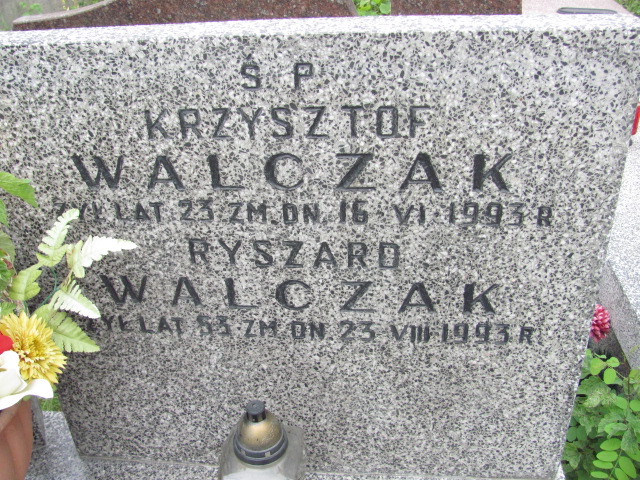 Ś P
KRZYSZTOF
WALCZAK
ŻYŁ LAT 23 ZM. DN. 16 VI 1993 R
RYSZARD
WALCZAK
ŻYŁ LAT 53 ZM DN 23 VIII 1993 R